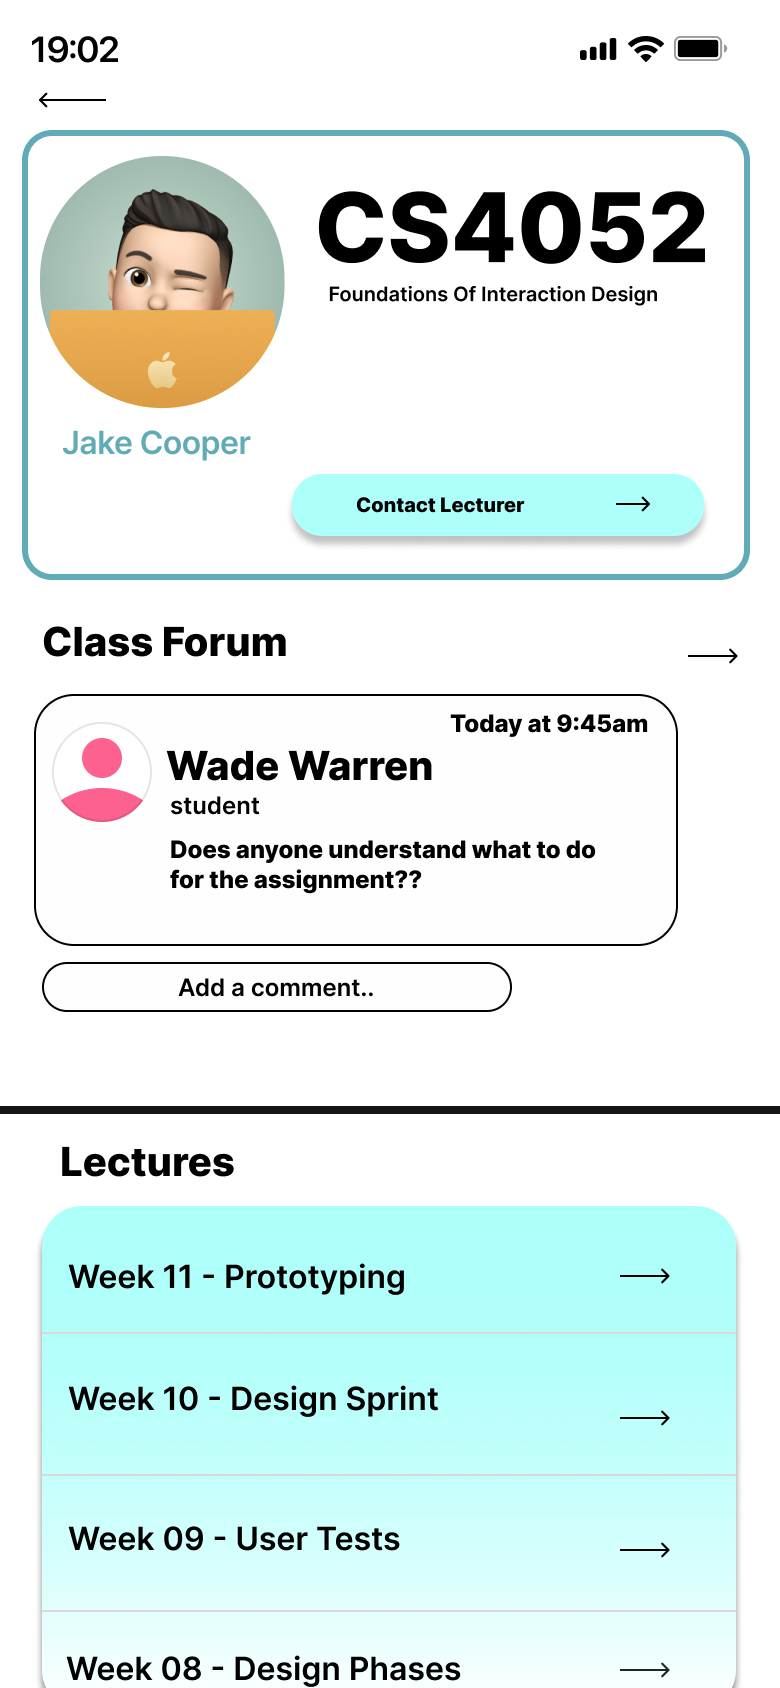 19:02
CS4052
Foundations Of Interaction Design
Jake Cooper
Contact Lecturer
Class Forum
Today at 9:45am
Wade Warren
student
Does anyone understand what to do
for the assignment??
Add a comment..
Lectures
Week 11 - Prototyping
Week 10 - Design Sprint
Week 09 - User Tests
Week 08 - Design Phases